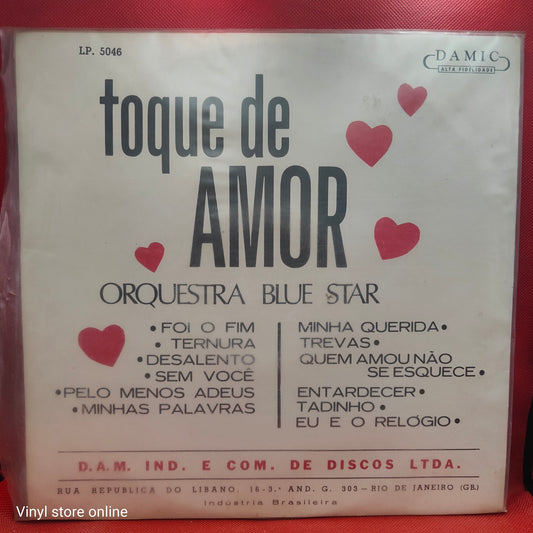 LP. 5046
DAMIC
ALTA FIDELIDADE
toque de
AMOR
ORQUESTRA BLUE STAR
• FOI O FIM
• TERNURA
• DESALENTO
• SEM VOCÊ
• PELO MENOS ADEUS
• MINHAS PALAVRAS
MINHA QUERIDA •
TREVAS •
QUEM AMOU NÃO
SE ESQUECE •
ENTARDECER •
TADINHO •
EU E O RELÓGIO •
D.A.M. IND. E COM. DE DISCOS LTDA.
RUA REPUBLICA DO LIBANO, 16-3.º AND. G. 303 — RIO DE JANEIRO (GB.)
Indústria Brasileira
Vinyl store online